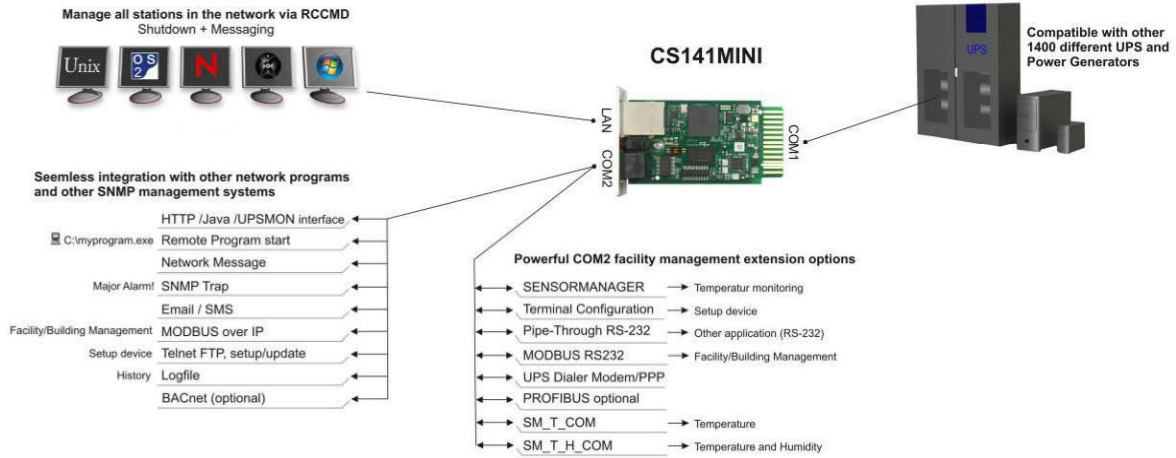 Manage all stations in the network via RCCMD
Shutdown + Messaging
Unix
OS
2
N
CS141MINI
LAN
COM2
COM1
UPS
Compatible with other
1400 different UPS and
Power Generators
Seemless integration with other network programs
and other SNMP management systems
HTTP /Java /UPSMON interface
C:\myprogram.exe Remote Program start
Network Message
Major Alarm! SNMP Trap
Email / SMS
Facility/Building Management MODBUS over IP
Setup device Telnet FTP, setup/update
History Logfile
BACnet (optional)
Powerful COM2 facility management extension options
SENSORMANAGER Temperatur monitoring
Terminal Configuration Setup device
Pipe-Through RS-232 Other application (RS-232)
MODBUS RS232 Facility/Building Management
UPS Dialer Modem/PPP
PROFIBUS optional
SM_T_COM Temperature
SM_T_H_COM Temperature and Humidity